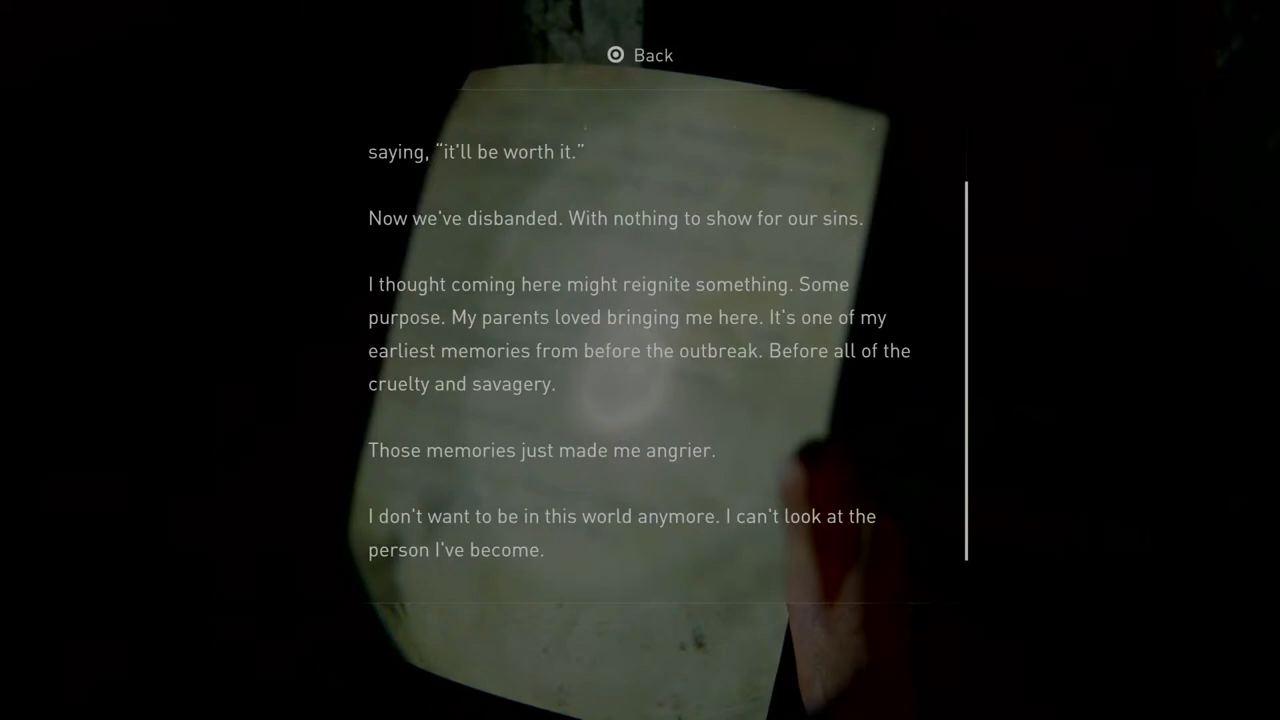 Back
saying, “it'll be worth it.”
Now we've disbanded. With nothing to show for our sins.
I thought coming here might reignite something. Some
purpose. My parents loved bringing me here. It's one of my
earliest memories from before the outbreak. Before all of the
cruelty and savagery.
Those memories just made me angrier.
I don't want to be in this world anymore. I can't look at the
person I've become.